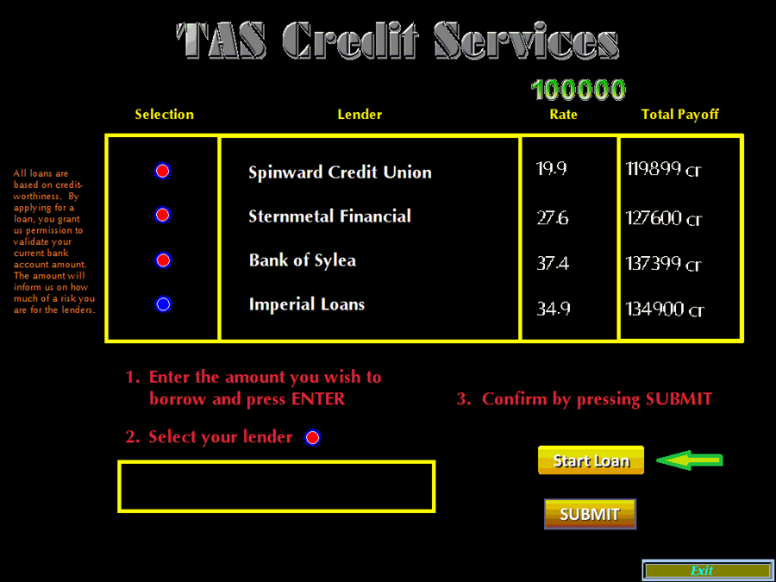 TAS Credit Services
100000
Selection Lender Rate Total Payoff
All loans are
based on credit-
worthiness. By
applying for a
loan, you grant
us permission to
validate your
current bank
account amount.
The amount will
inform us on how
much of a risk you
are for the lenders.
Spinward Credit Union 19.9 119899 cr
Sternmetal Financial 27.6 127600 cr
Bank of Sylea 37.4 137399 cr
Imperial Loans 34.9 134900 cr
1. Enter the amount you wish to
borrow and press ENTER
3. Confirm by pressing SUBMIT
2. Select your lender
Start Loan
SUBMIT
Exit